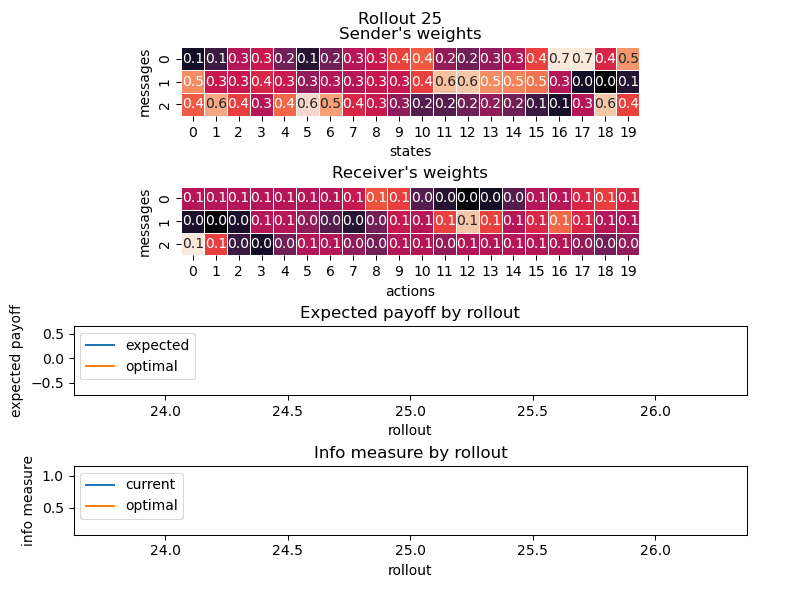 Rollout 25
Sender's weights
messages
0 0.1 0.1 0.3 0.3 0.2 0.1 0.2 0.3 0.3 0.4 0.4 0.2 0.2 0.3 0.3 0.4 0.7 0.7 0.4 0.5
1 0.5 0.3 0.3 0.4 0.3 0.3 0.3 0.3 0.3 0.3 0.4 0.6 0.6 0.5 0.5 0.5 0.3 0.0 0.0 0.1
2 0.4 0.6 0.4 0.3 0.4 0.6 0.5 0.4 0.3 0.3 0.2 0.2 0.2 0.2 0.2 0.1 0.1 0.3 0.6 0.4
0 1 2 3 4 5 6 7 8 9 10 11 12 13 14 15 16 17 18 19
states
Receiver's weights
messages
0 0.1 0.1 0.1 0.1 0.1 0.1 0.1 0.1 0.1 0.1 0.0 0.0 0.0 0.0 0.0 0.1 0.1 0.1 0.1 0.1
1 0.0 0.0 0.0 0.1 0.1 0.0 0.0 0.0 0.0 0.1 0.1 0.1 0.1 0.1 0.1 0.1 0.1 0.1 0.1 0.1
2 0.1 0.1 0.0 0.0 0.0 0.1 0.1 0.0 0.0 0.1 0.1 0.0 0.1 0.1 0.1 0.1 0.1 0.0 0.0 0.0
0 1 2 3 4 5 6 7 8 9 10 11 12 13 14 15 16 17 18 19
actions
Expected payoff by rollout
expected payoff
0.5
0.0
−0.5
expected
optimal
24.0 24.5 25.0 25.5 26.0
rollout
Info measure by rollout
info measure
1.0
0.5
current
optimal
24.0 24.5 25.0 25.5 26.0
rollout